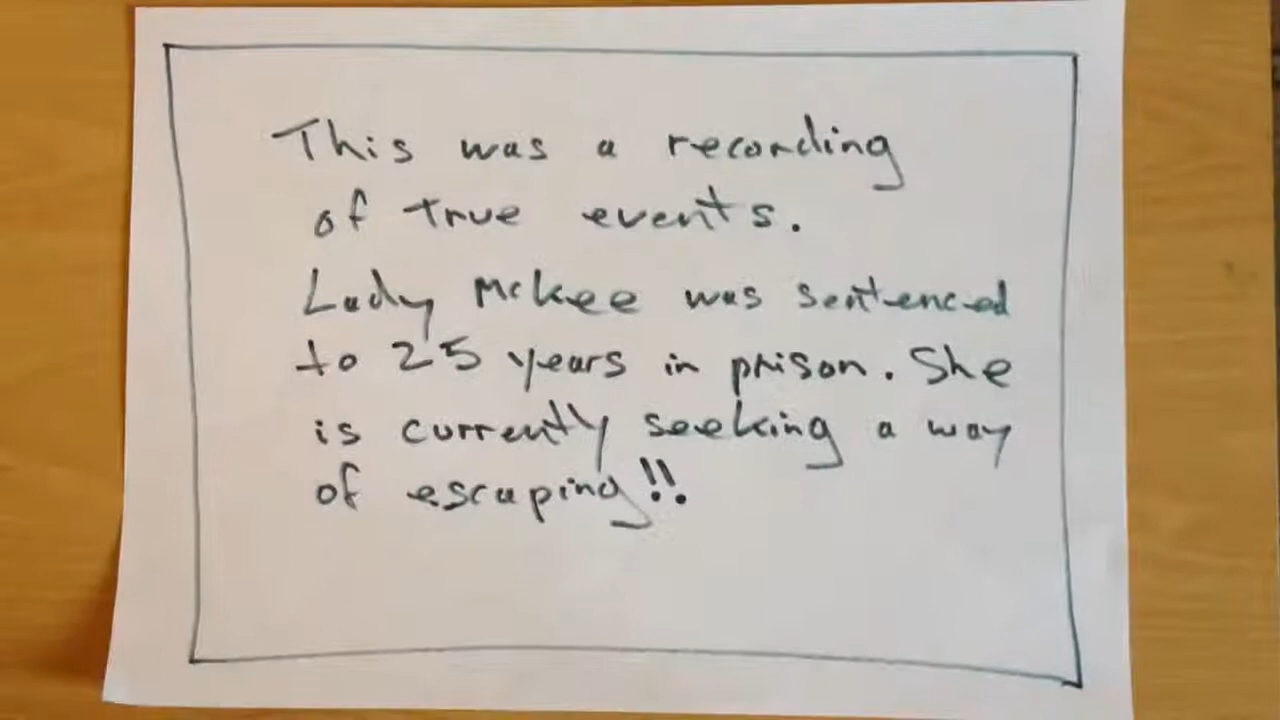 This was a recording
of true events.
Lady McKee was sentenced
to 25 years in prison. She
is currently seeking a way
of escaping!!